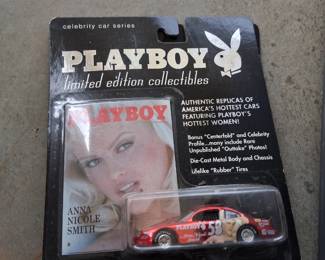 celebrity car series
PLAYBOY
limited edition collectibles
PLAYBOY
ANNA
NICOLE
SMITH
AUTHENTIC REPLICAS OF
AMERICA'S HOTTEST CARS
FEATURING PLAYBOY'S
HOTTEST WOMEN!
Bonus "Centerfold" and Celebrity
Profile...many include Rare
Unpublished "Outtake" Photos!
Die-Cast Metal Body and Chassis
Lifelike "Rubber" Tires
PLAYBOY
53